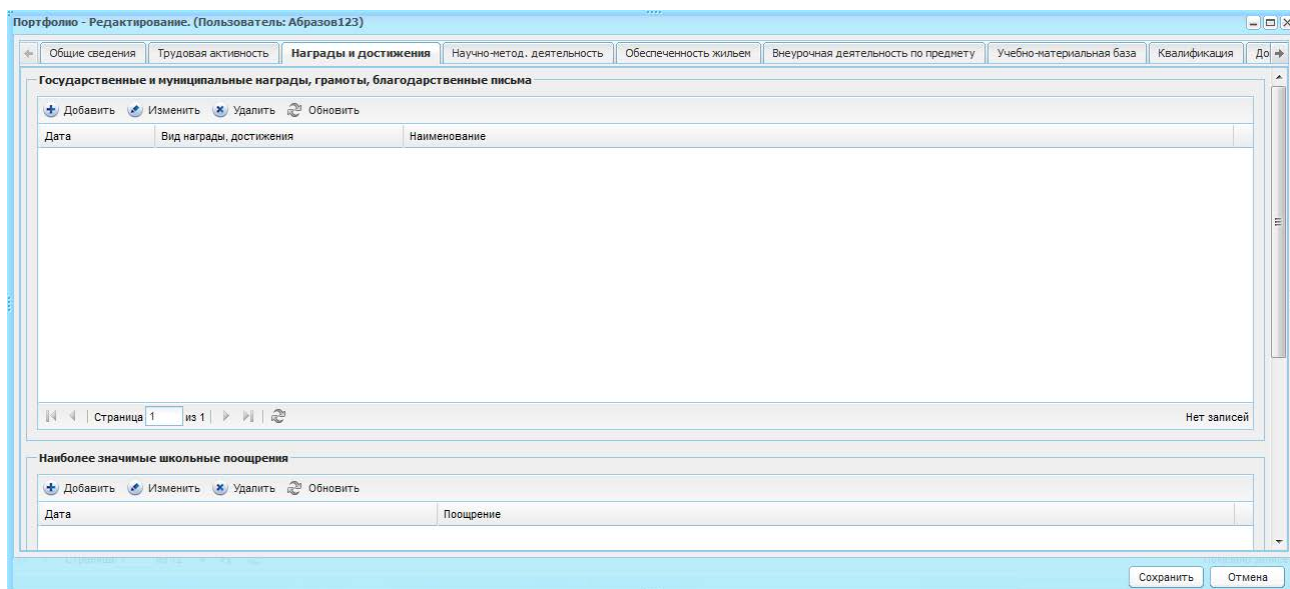 Портфолио - Редактирование. (Пользователь: Абразов123)
Общие сведения Трудовая активность Награды и достижения Научно-метод. деятельность Обеспеченность жильем Внеурочная деятельность по предмету Учебно-материальная база Квалификация До
Государственные и муниципальные награды, грамоты, благодарственные письма
Добавить Изменить Удалить Обновить
Дата Вид награды, достижения Наименование
Страница 1 из 1 Нет записей
Наиболее значимые школьные поощрения
Добавить Изменить Удалить Обновить
Дата Поощрение
Сохранить Отмена